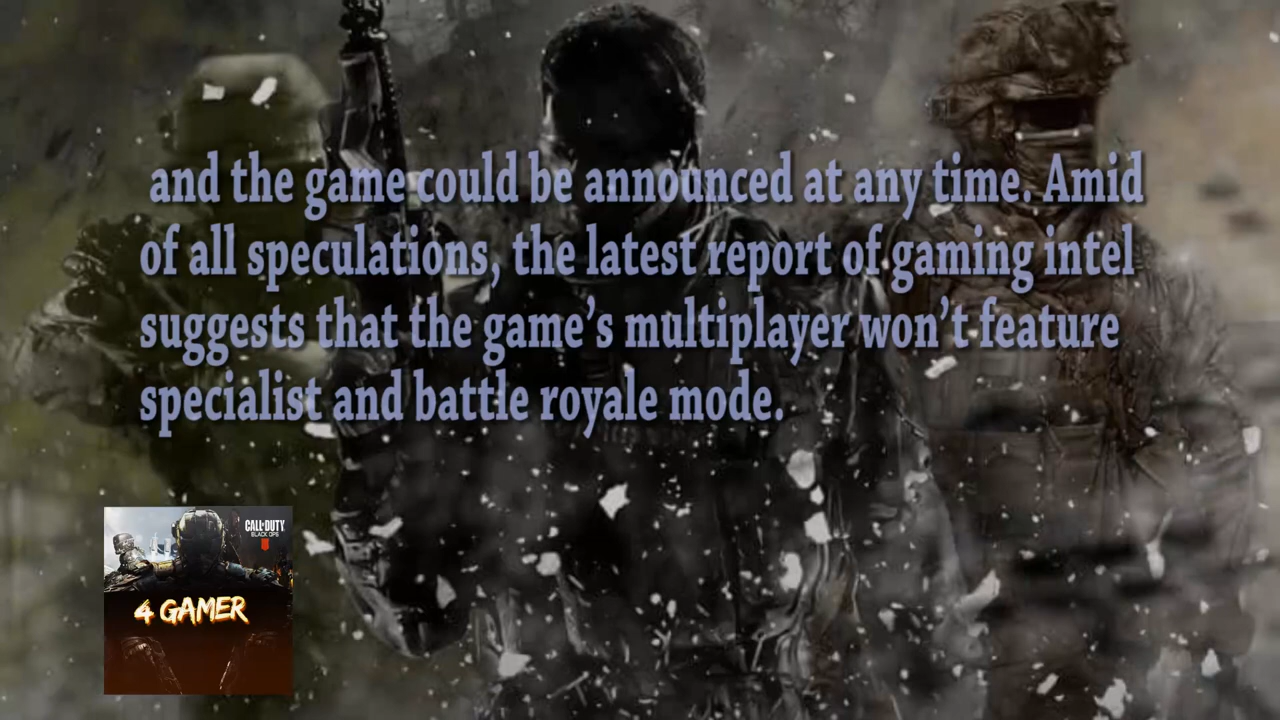 and the game could be announced at any time. Amid
of all speculations, the latest report of gaming intel
suggests that the game’s multiplayer won’t feature
specialist and battle royale mode.
CALL OF DUTY
BLACK OPS
4 GAMER